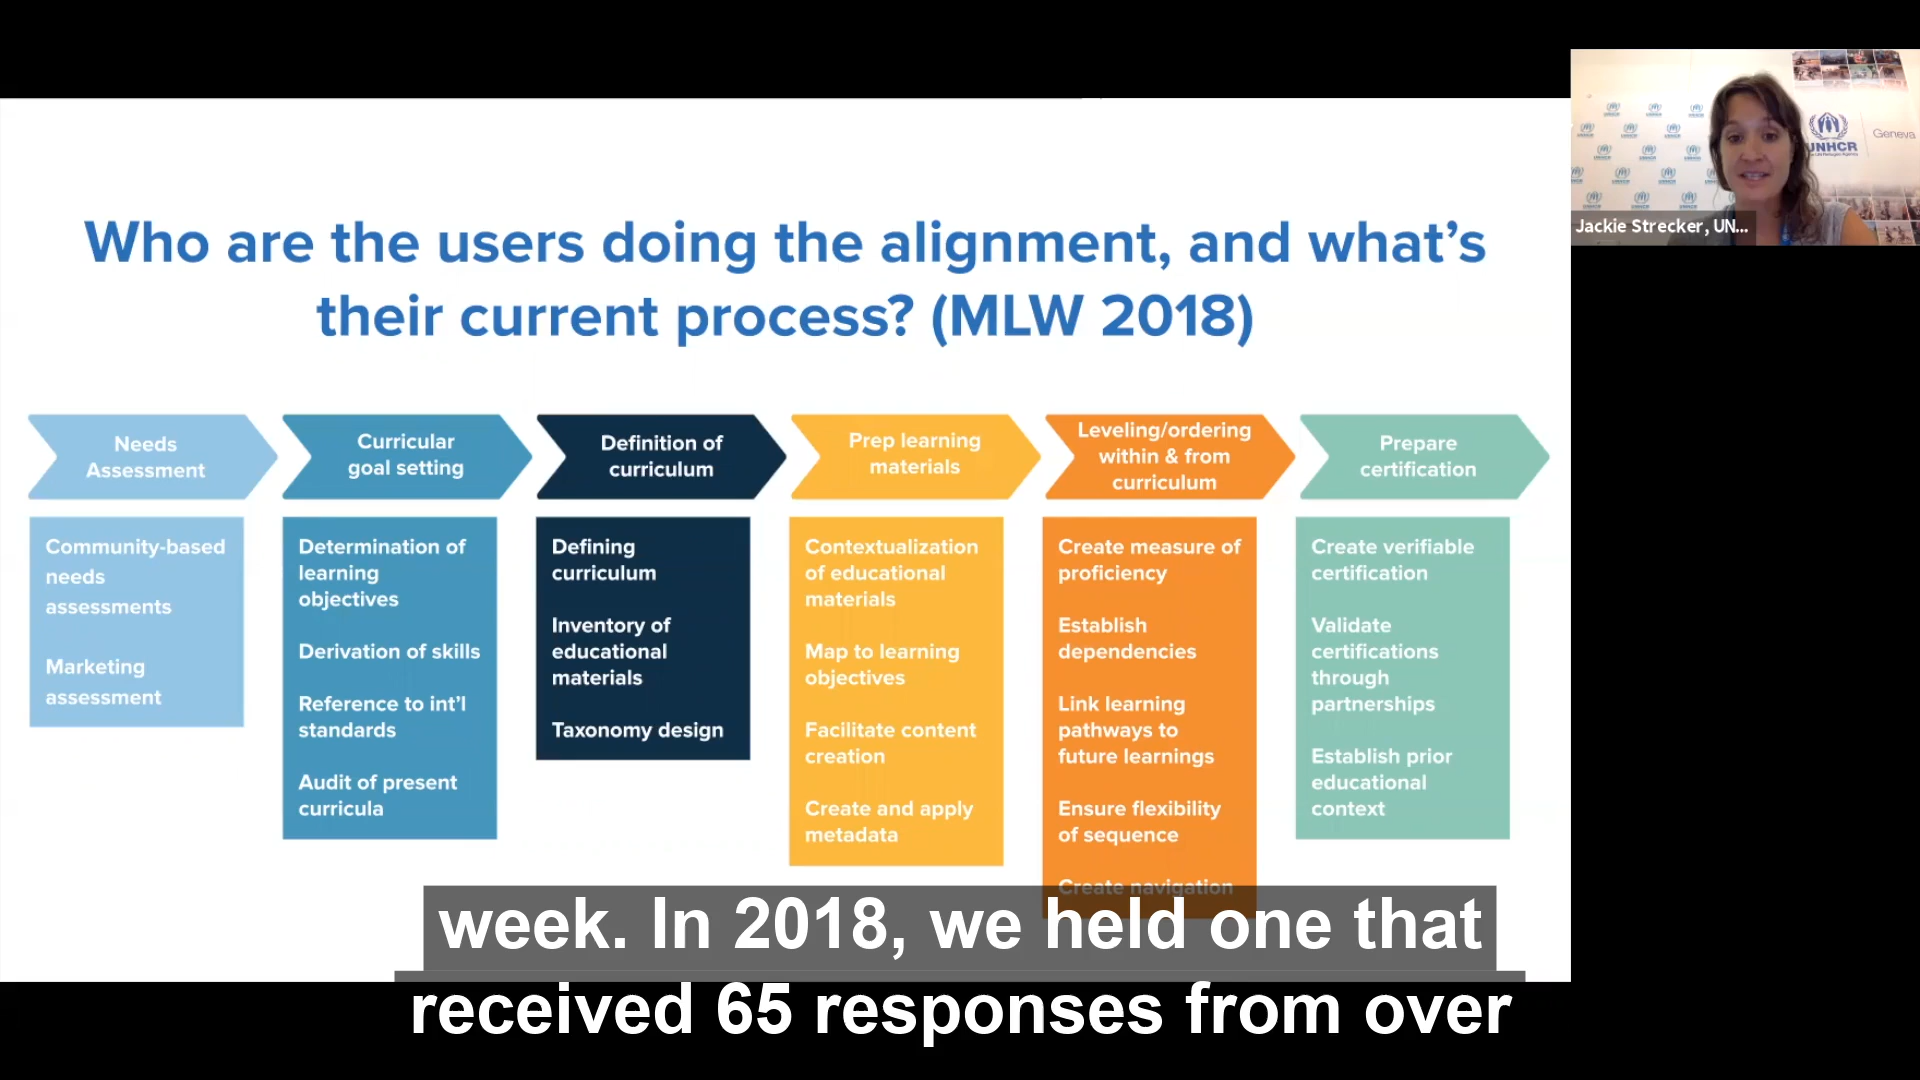 Who are the users doing the alignment, and what's
their current process? (MLW 2018)
Needs
Assessment
Community-based
needs
assessments
Marketing
assessment
Curricular
goal setting
Determination of
learning
objectives
Derivation of skills
Reference to int'l
standards
Audit of present
curricula
Definition of
curriculum
Defining
curriculum
Inventory of
educational
materials
Taxonomy design
Prep learning
materials
Contextualization
of educational
materials
Map to learning
objectives
Facilitate content
creation
Create and apply
metadata
Leveling/ordering
within & from
curriculum
Create measure of
proficiency
Establish
dependencies
Link learning
pathways to
future learnings
Ensure flexibility
of sequence
Create navigation
Prepare
certification
Create verifiable
certification
Validate
certifications
through
partnerships
Establish prior
educational
context
UNHCR
Geneva
Jackie Strecker, UN...
week. In 2018, we held one that
received 65 responses from over